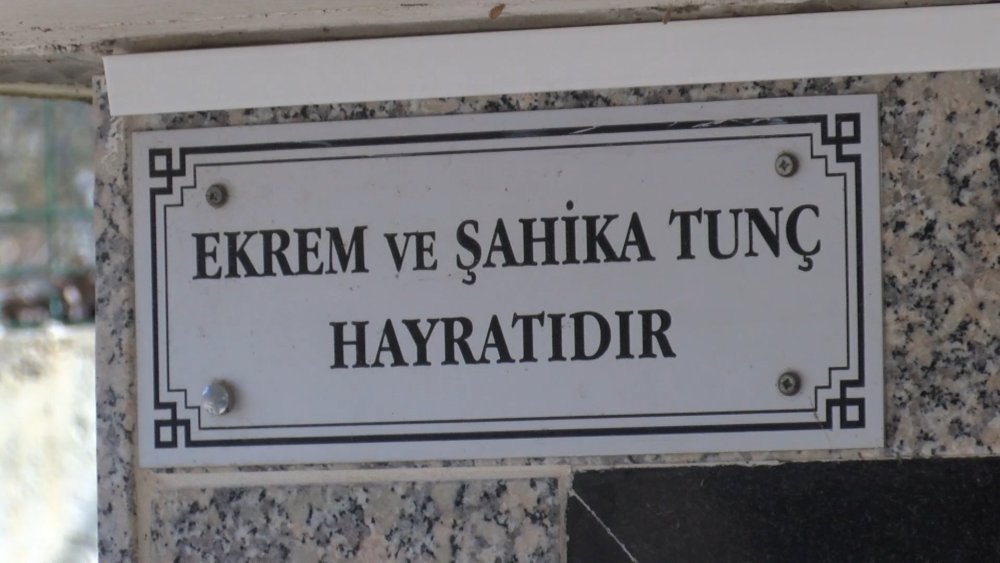 EKREM VE ŞAHİKA TUNÇ
HAYRATIDIR